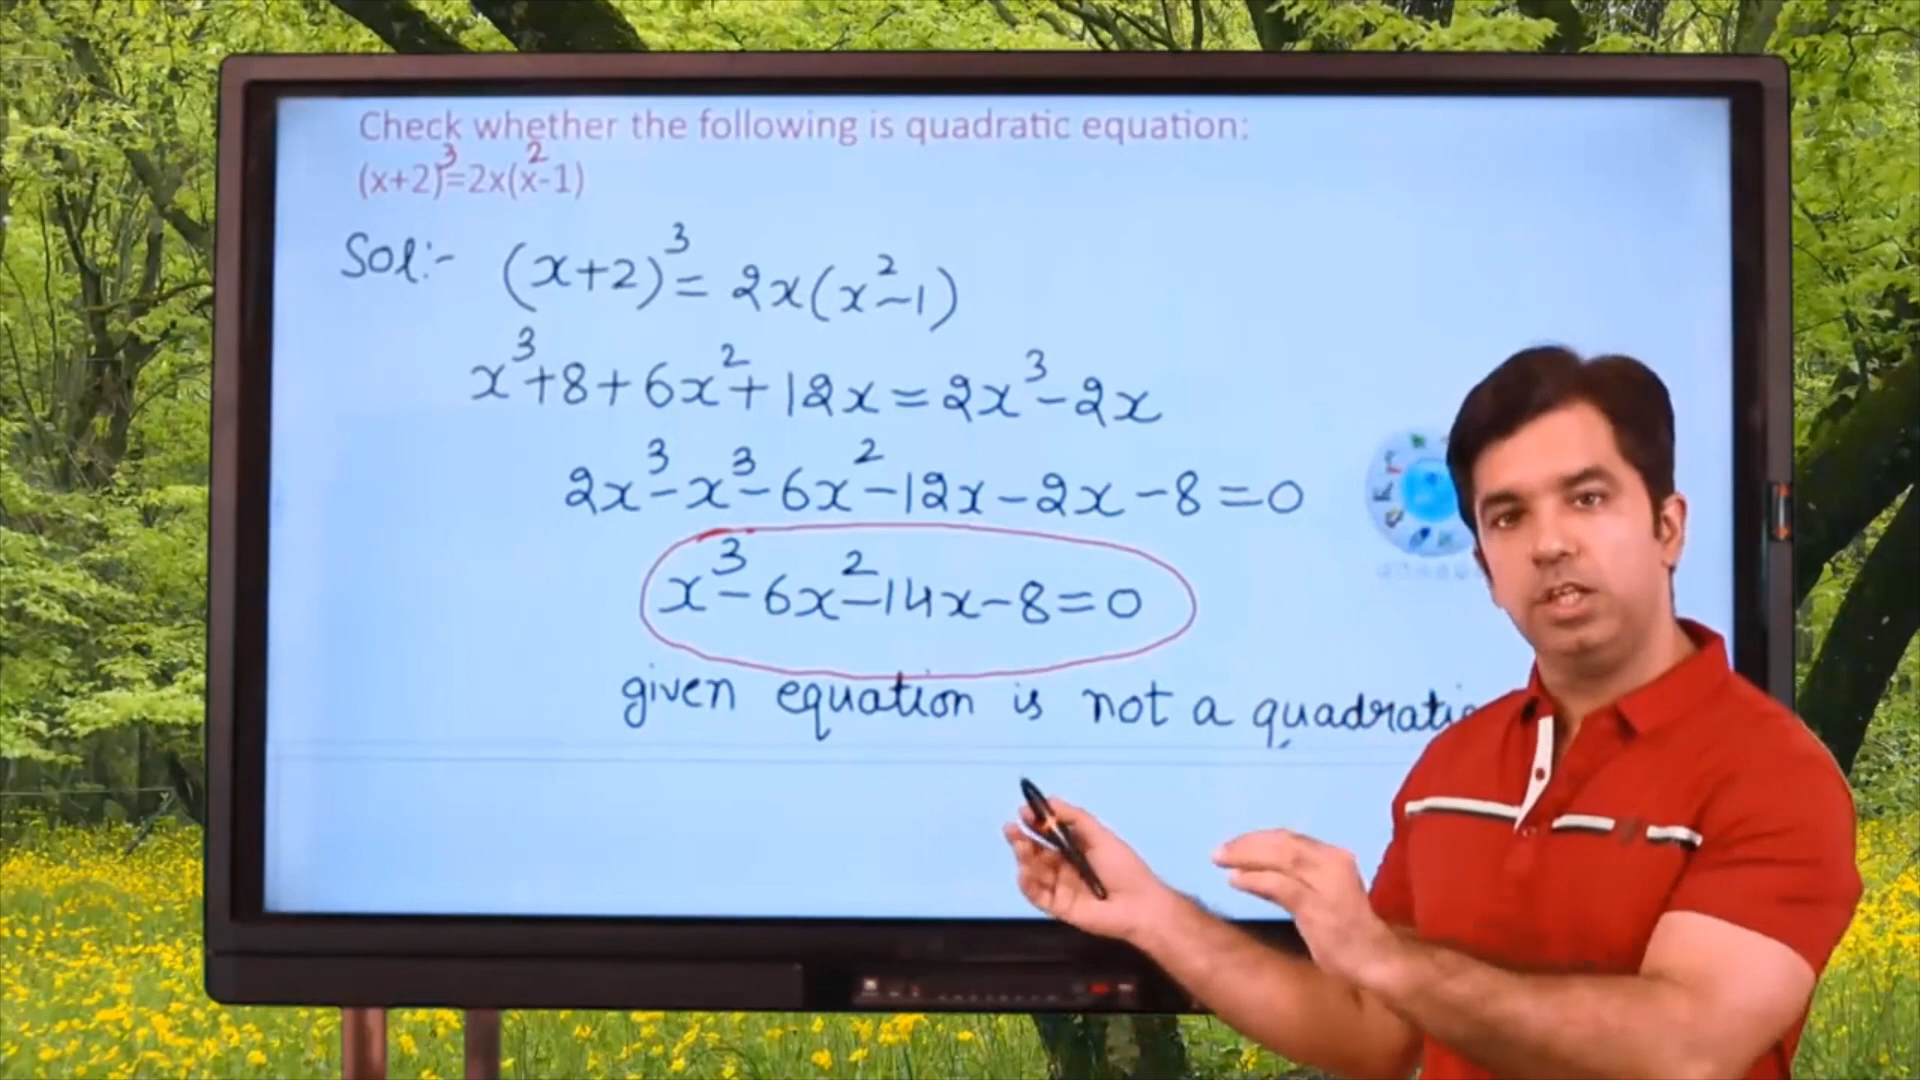 Check whether the following is quadratic equation:
(x+2)³=2x(x²-1)
Sol:- (x+2)³ = 2x(x²-1)
x³+8+6x²+12x=2x³-2x
2x³-x³-6x²-12x-2x-8=0
x³-6x²-14x-8=0
given equation is not a quadrati